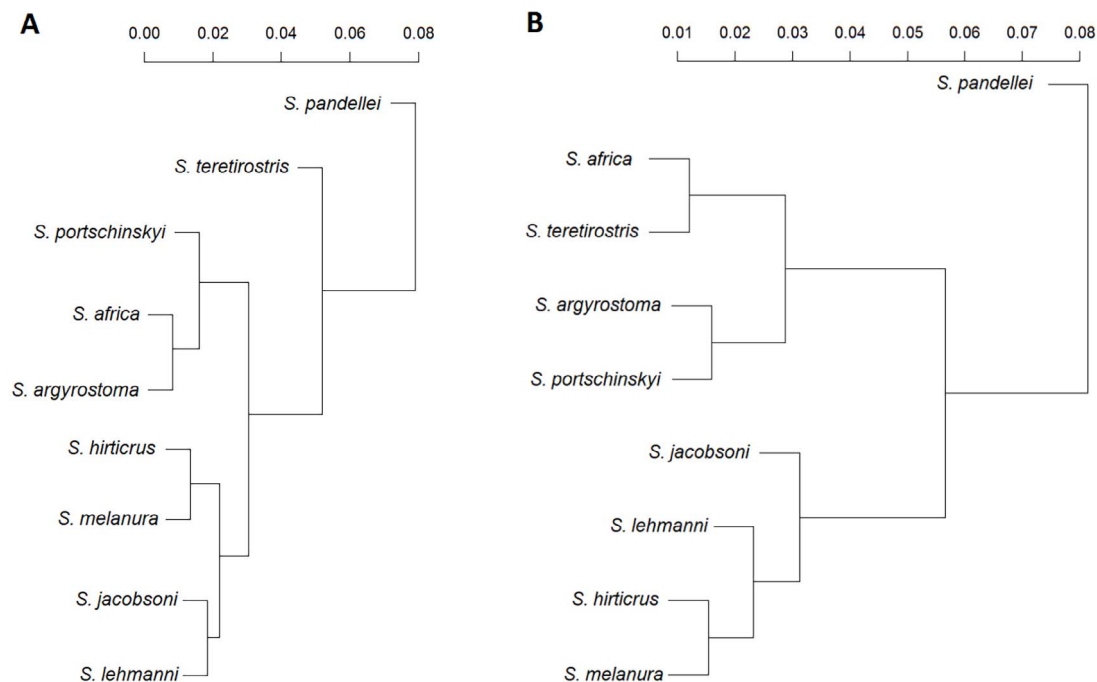 A
0.00 0.02 0.04 0.06 0.08
S. pandellei
S. teretirostris
S. portschinskyi
S. africa
S. argyrostoma
S. hirticrus
S. melanura
S. jacobsoni
S. lehmanni
B
0.01 0.02 0.03 0.04 0.05 0.06 0.07 0.08
S. pandellei
S. africa
S. teretirostris
S. argyrostoma
S. portschinskyi
S. jacobsoni
S. lehmanni
S. hirticrus
S. melanura